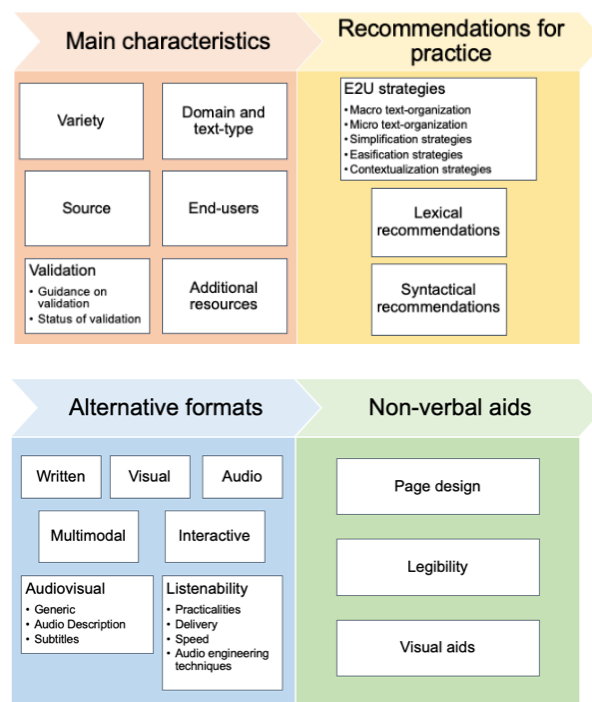 Main characteristics
Recommendations for
practice
Variety
Domain and
text-type
Source
End-users
Validation
• Guidance on
validation
• Status of validation
Additional
resources
E2U strategies
• Macro text-organization
• Micro text-organization
• Simplification strategies
• Easification strategies
• Contextualization strategies
Lexical
recommendations
Syntactical
recommendations
Alternative formats
Non-verbal aids
Written
Visual
Audio
Multimodal
Interactive
Audiovisual
• Generic
• Audio Description
• Subtitles
Listenability
• Practicalities
• Delivery
• Speed
• Audio engineering
techniques
Page design
Legibility
Visual aids